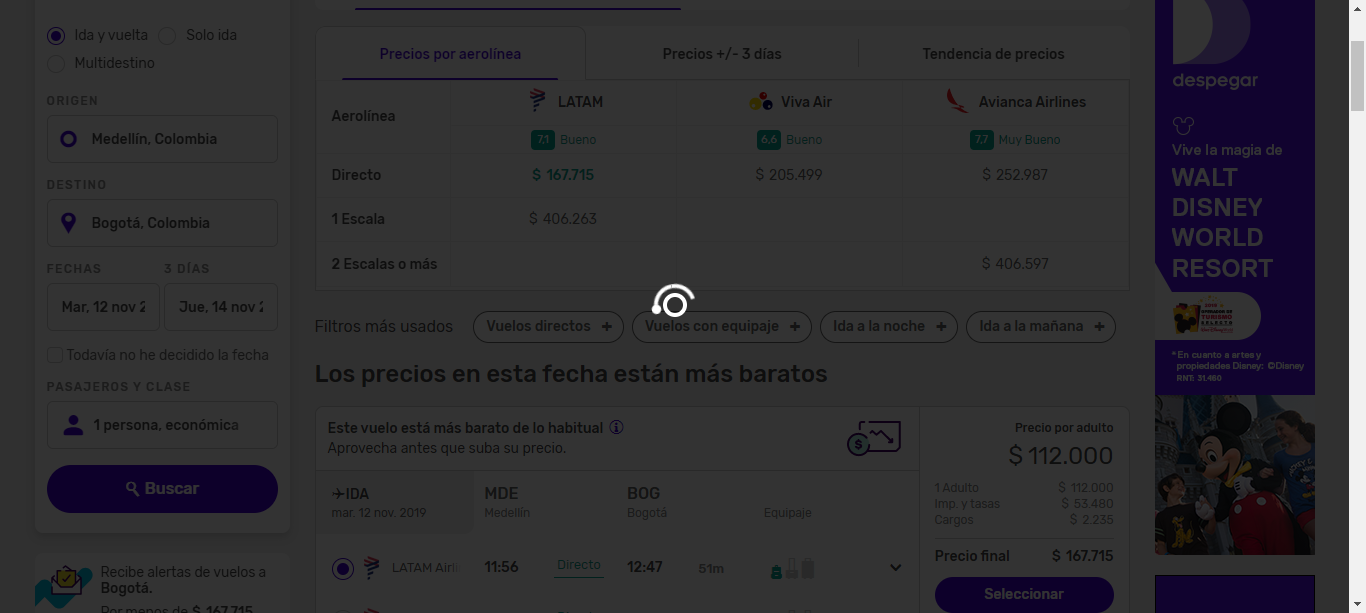 Ida y vuelta
Solo ida
Multidestino
ORIGEN
Medellín, Colombia
DESTINO
Bogotá, Colombia
FECHAS
3 DÍAS
Mar, 12 nov 2
Jue, 14 nov 2
Todavía no he decidido la fecha
PASAJEROS Y CLASE
1 persona, económica
Buscar
Recibe alertas de vuelos a
Bogotá.
Por menos de $ 167.715
Precios por aerolínea
Precios +/- 3 días
Tendencia de precios
Aerolínea
LATAM
Viva Air
Avianca Airlines
7,1 Bueno
6,6 Bueno
7,7 Muy Bueno
Directo
$ 167.715
$ 205.499
$ 252.987
1 Escala
$ 406.263
2 Escalas o más
$ 406.597
Filtros más usados
Vuelos directos +
Vuelos con equipaje +
Ida a la noche +
Ida a la mañana +
Los precios en esta fecha están más baratos
Este vuelo está más barato de lo habitual
Aprovecha antes que suba su precio.
IDA
mar. 12 nov. 2019
MDE
Medellín
BOG
Bogotá
Equipaje
LATAM Airli
11:56
Directo
12:47
51m
Precio por adulto
$ 112.000
1 Adulto $ 112.000
Imp. y tasas $ 53.480
Cargos $ 2.235
Precio final $ 167.715
Seleccionar
despegar
Vive la magia de
WALT
DISNEY
WORLD
RESORT
*En cuanto a artes y
propiedades Disney: ©Disney
RNT: 31.460